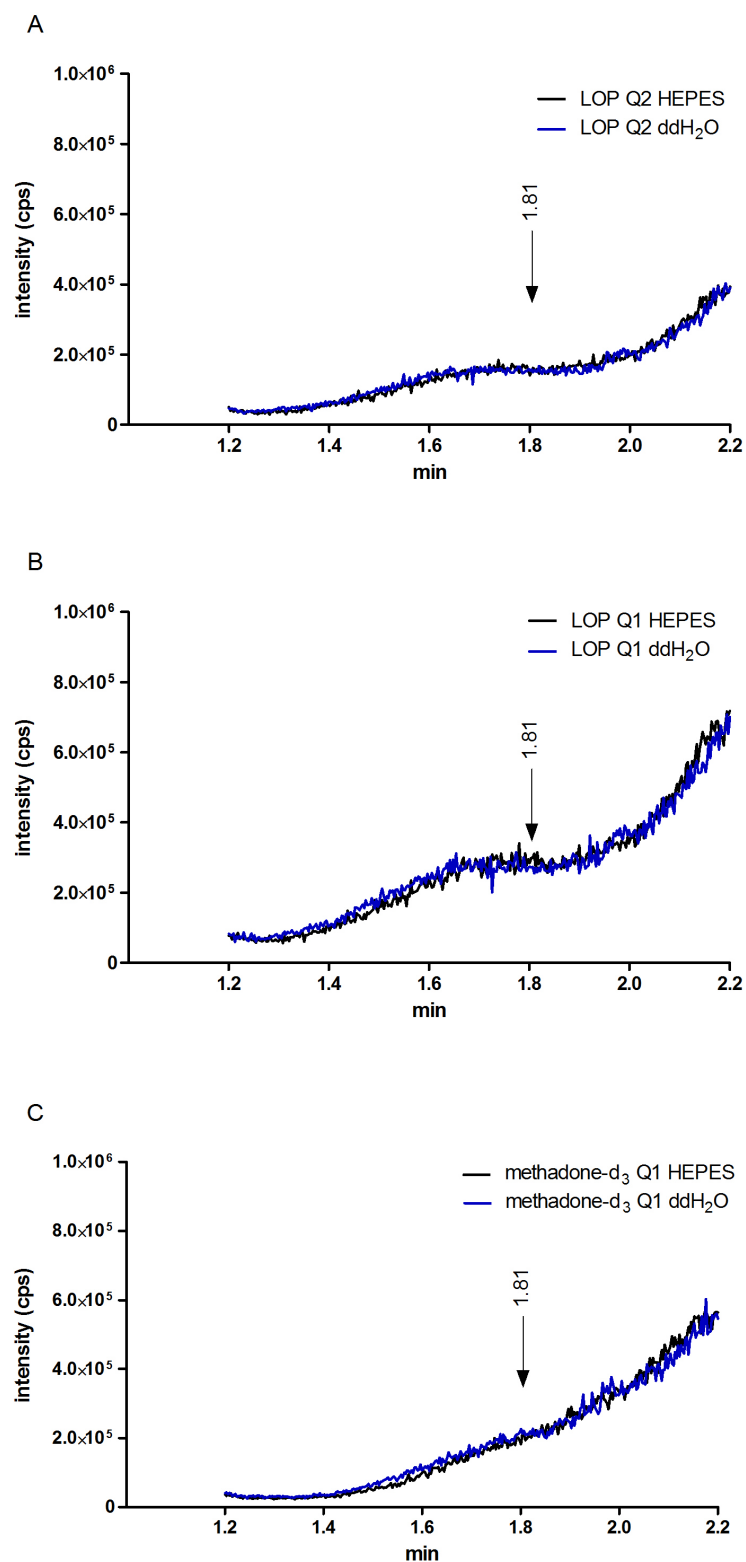 A
1.0×10⁶
8.0×10⁵
6.0×10⁵
4.0×10⁵
2.0×10⁵
0
intensity (cps)
LOP Q2 HEPES
LOP Q2 ddH₂O
1.81
1.2 1.4 1.6 1.8 2.0 2.2
min
B
1.0×10⁶
8.0×10⁵
6.0×10⁵
4.0×10⁵
2.0×10⁵
0
intensity (cps)
LOP Q1 HEPES
LOP Q1 ddH₂O
1.81
1.2 1.4 1.6 1.8 2.0 2.2
min
C
1.0×10⁶
8.0×10⁵
6.0×10⁵
4.0×10⁵
2.0×10⁵
0
intensity (cps)
methadone-d₃ Q1 HEPES
methadone-d₃ Q1 ddH₂O
1.81
1.2 1.4 1.6 1.8 2.0 2.2
min